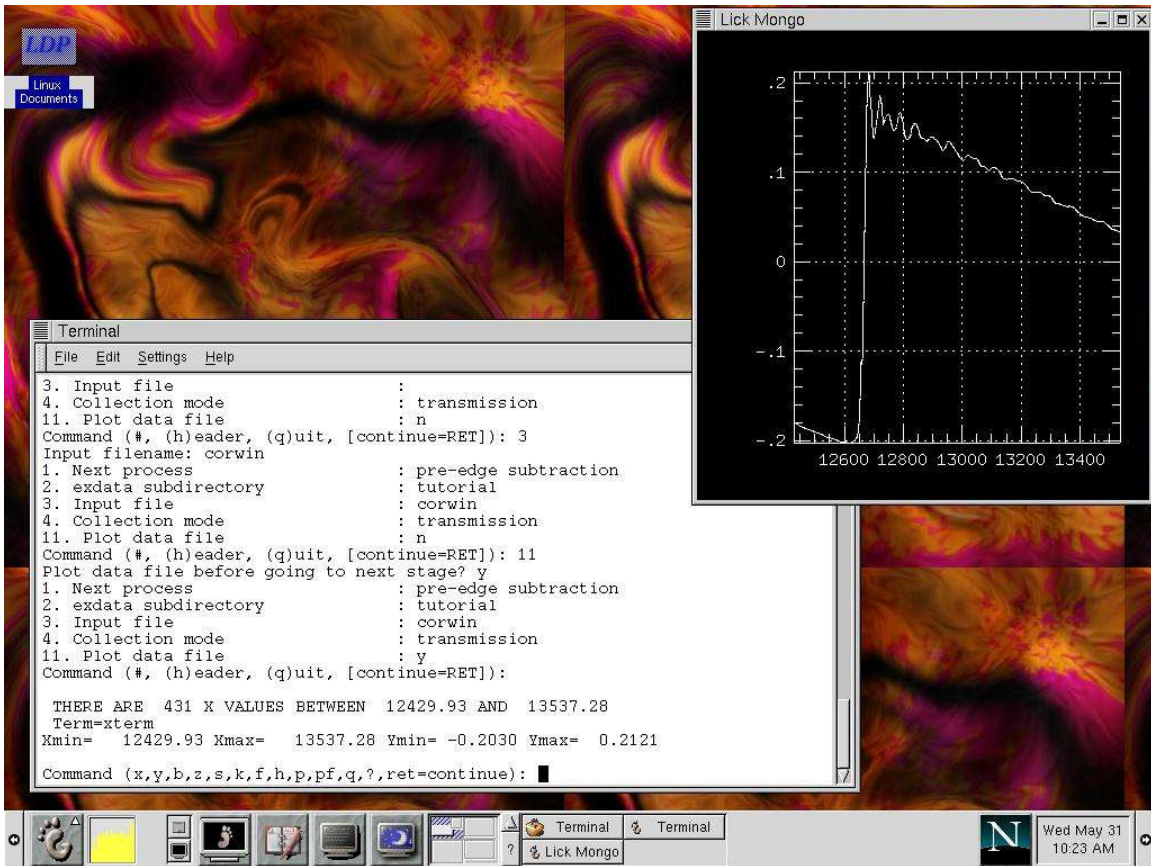 LDP
Linux
Documents
Lick Mongo
.2
.1
0
-.1
-.2
12600 12800 13000 13200 13400
Terminal
File Edit Settings Help
3. Input file :
4. Collection mode : transmission
11. Plot data file : n
Command (#, (h)eader, (q)uit, [continue=RET]): 3
Input filename: corwin
1. Next process : pre-edge subtraction
2. exdata subdirectory : tutorial
3. Input file : corwin
4. Collection mode : transmission
11. Plot data file : n
Command (#, (h)eader, (q)uit, [continue=RET]): 11
Plot data file before going to next stage? y
1. Next process : pre-edge subtraction
2. exdata subdirectory : tutorial
3. Input file : corwin
4. Collection mode : transmission
11. Plot data file : y
Command (#, (h)eader, (q)uit, [continue=RET]):
THERE ARE 431 X VALUES BETWEEN 12429.93 AND 13537.28
Term=xterm
Xmin= 12429.93 Xmax= 13537.28 Ymin= -0.2030 Ymax= 0.2121
Command (x,y,b,z,s,k,f,h,p,pf,q,?,ret=continue):
?
Terminal
Terminal
Lick Mongo
N
Wed May 31
10:23 AM